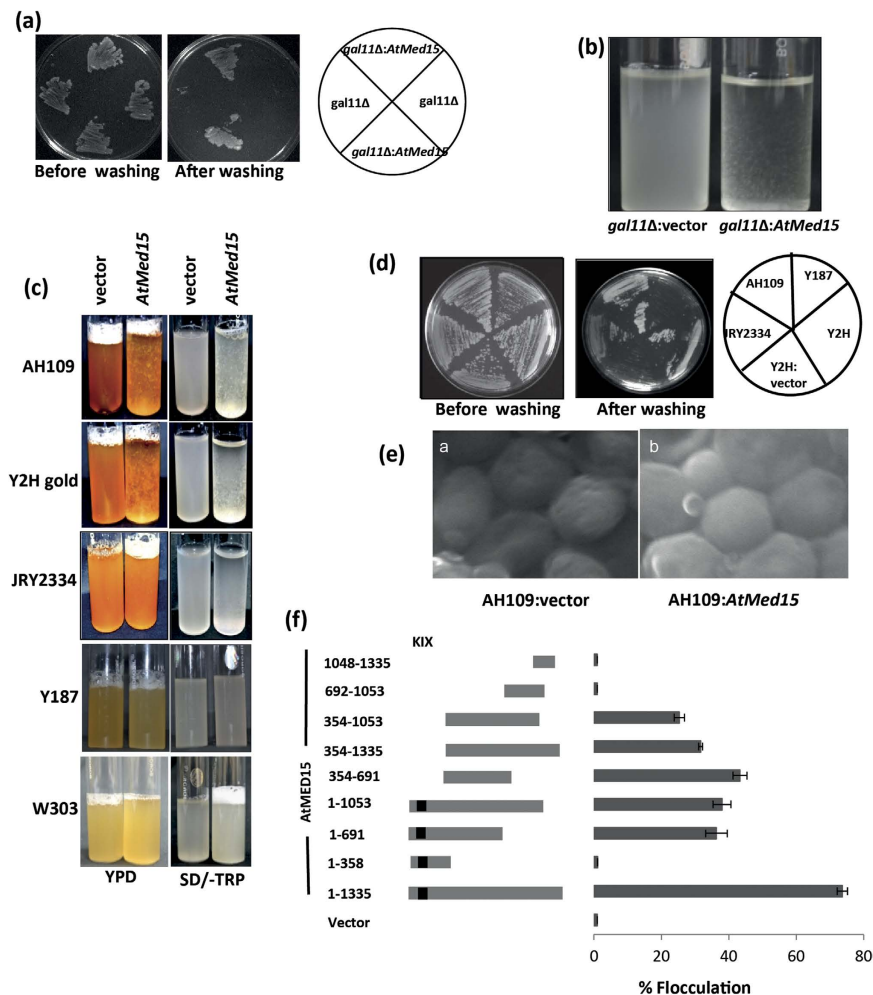 (a)
gal11Δ:AtMed15
gal11Δ
gal11Δ
gal11Δ:AtMed15
Before washing
After washing
(b)
gal11Δ:vector
gal11Δ:AtMed15
(c)
vector
AtMed15
vector
AtMed15
AH109
Y2H gold
JRY2334
Y187
W303
YPD
SD/-TRP
(d)
AH109
Y187
JRY2334
Y2H
Y2H:
vector
Before washing
After washing
(e)
a
b
AH109:vector
AH109:AtMed15
(f)
KIX
AtMED15
1048-1335
692-1053
354-1053
354-1335
354-691
1-1053
1-691
1-358
1-1335
Vector
0
20
40
60
80
% Flocculation